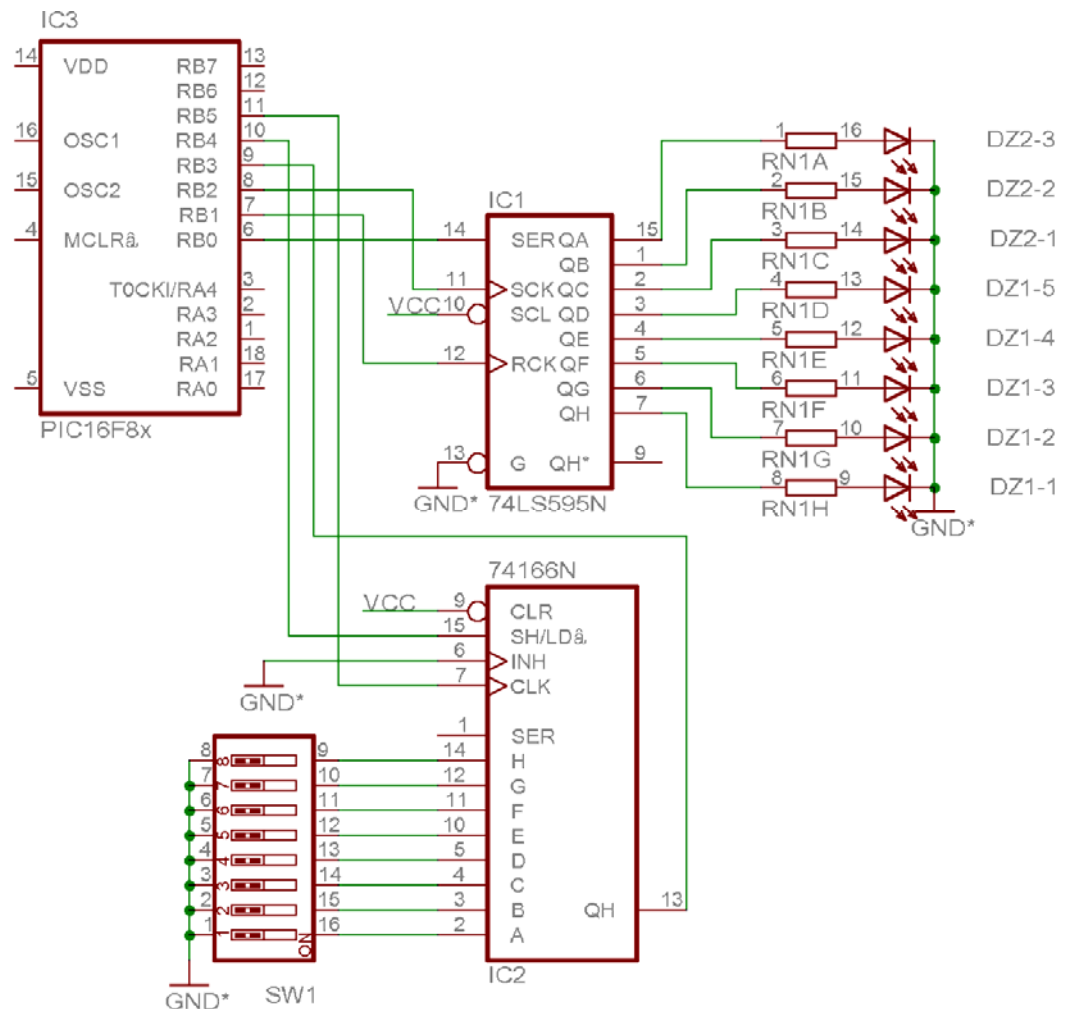 IC3
14 VDD RB7 13
RB6 12
RB5 11
16 OSC1 RB4 10
RB3 9
15 OSC2 RB2 8
RB1 7
4 MCLRâ RB0 6
T0CKI/RA4 3
RA3 2
RA2 1
RA1 18
5 VSS RA0 17
PIC16F8x
IC1
14 SER QA 15
QB 1
11 SCK QC 2
VCC 10 SCL QD 3
QE 4
12 RCK QF 5
QG 6
QH 7
13 G QH* 9
GND*
74LS595N
1 16 DZ2-3
RN1A
2 15 DZ2-2
RN1B
3 14 DZ2-1
RN1C
4 13 DZ1-5
RN1D
5 12 DZ1-4
RN1E
6 11 DZ1-3
RN1F
7 10 DZ1-2
RN1G
8 9 DZ1-1
RN1H
GND*
74166N
VCC 9 CLR
15 SH/LDâ
6 INH
GND*
7 CLK
1 SER
8 8 9 14 H
7 7 10 12 G
6 6 11 11 F
5 5 12 10 E
4 4 13 5 D
3 3 14 4 C
2 2 15 3 B QH 13
1 1 ON 16 2 A
IC2
GND*
SW1